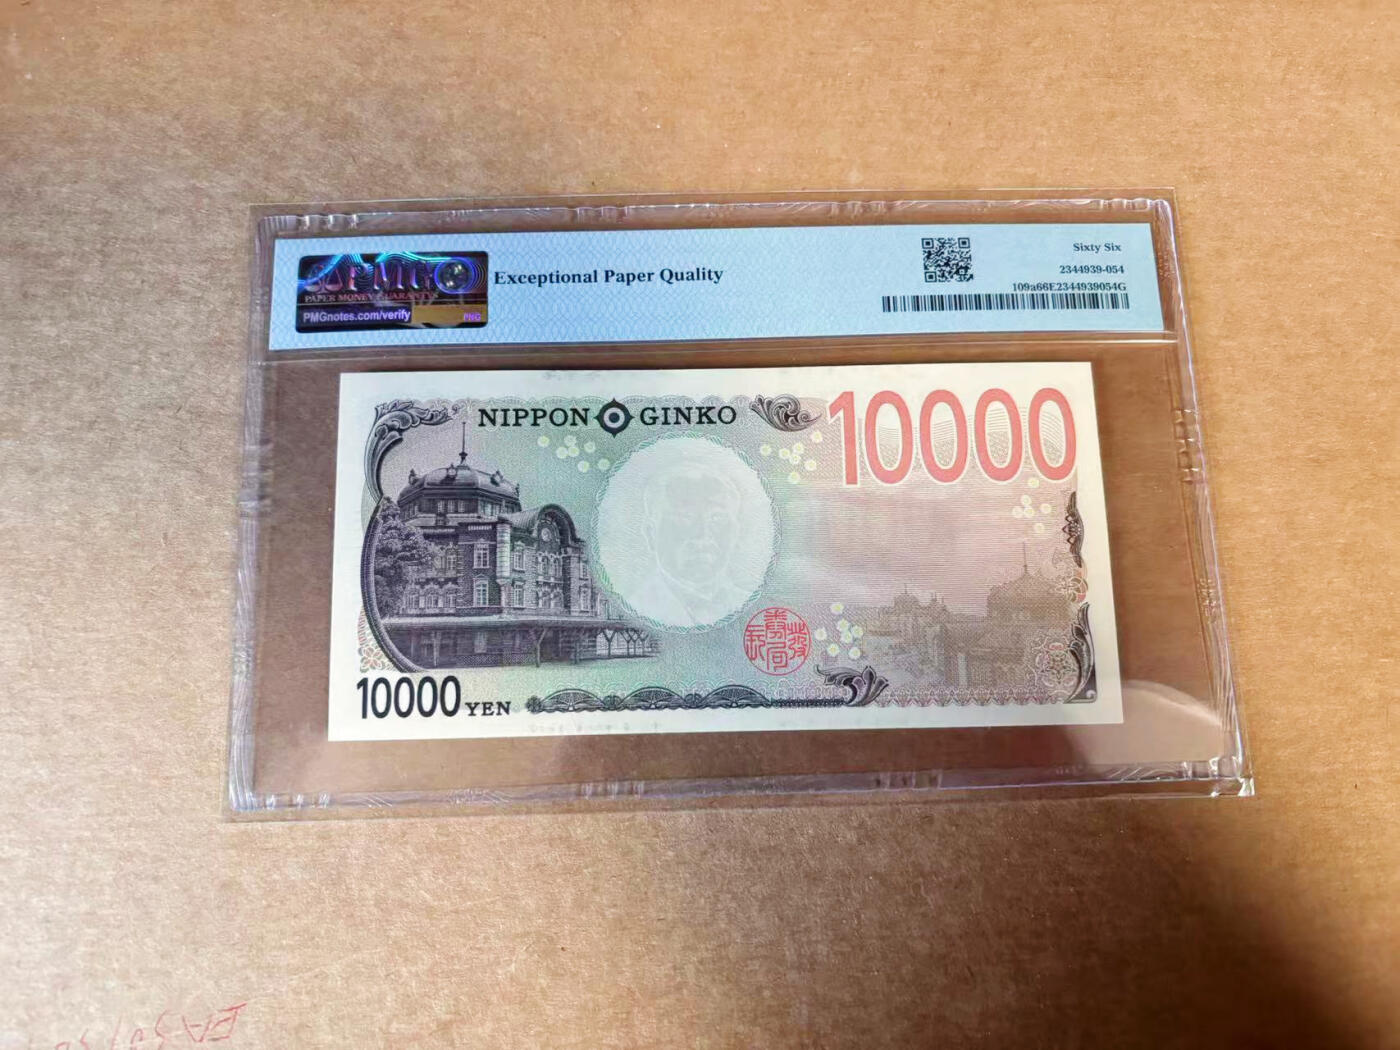 PMG
PAPER MONEY GUARANTY
PMGnotes.com/verify
PMG
Exceptional Paper Quality
Sixty Six
2344939-054
109a66E2344939054G
NIPPON GINKO
10000
10000 YEN